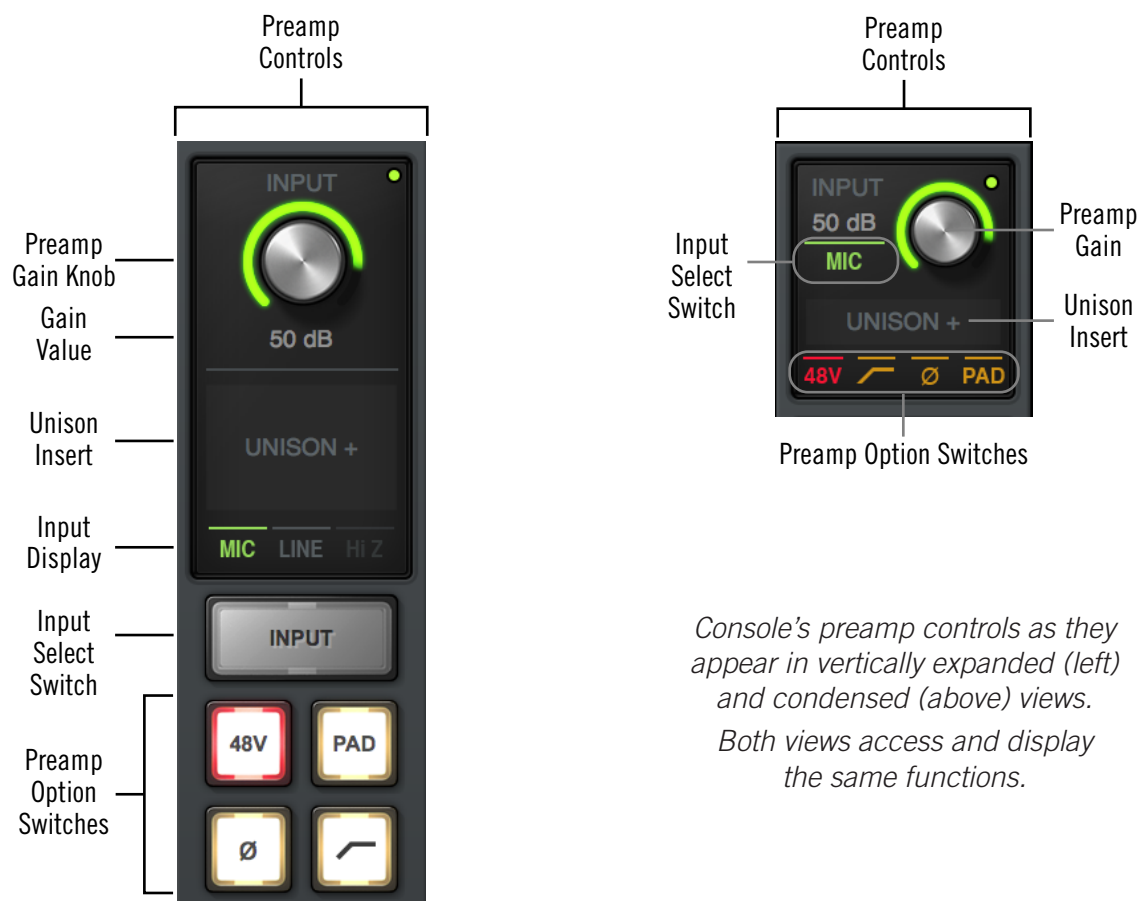 Preamp
Controls
INPUT
Preamp
Gain Knob
50 dB
Gain
Value
UNISON +
Unison
Insert
MIC LINE Hi Z
Input
Display
INPUT
Input
Select
Switch
48V PAD
Ø
Preamp
Option
Switches
Preamp
Controls
INPUT
50 dB
MIC
Input
Select
Switch
Preamp
Gain
UNISON +
Unison
Insert
48V Ø PAD
Preamp Option Switches
Console's preamp controls as they
appear in vertically expanded (left)
and condensed (above) views.
Both views access and display
the same functions.